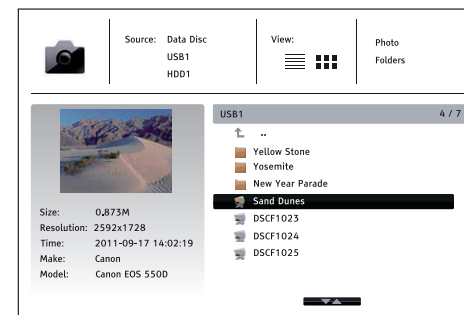 Source: Data Disc
USB1
HDD1
View:
Photo
Folders
USB1 4 / 7
..
Yellow Stone
Yosemite
New Year Parade
Sand Dunes
DSCF1023
DSCF1024
DSCF1025
Size: 0.873M
Resolution: 2592x1728
Time: 2011-09-17 14:02:19
Make: Canon
Model: Canon EOS 550D